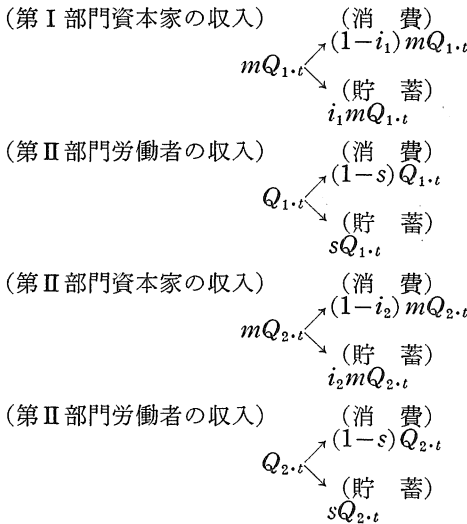 (第Ⅰ部門資本家の収入) (消 費)
(1−i₁)mQ₁.ₜ
mQ₁.ₜ
(貯 蓄)
i₁mQ₁.ₜ
(第Ⅱ部門労働者の収入) (消 費)
(1−s)Q₁.ₜ
Q₁.ₜ
(貯 蓄)
sQ₁.ₜ
(第Ⅱ部門資本家の収入) (消 費)
(1−i₂)mQ₂.ₜ
mQ₂.ₜ
(貯 蓄)
i₂mQ₂.ₜ
(第Ⅱ部門労働者の収入) (消 費)
(1−s)Q₂.ₜ
Q₂.ₜ
(貯 蓄)
sQ₂.ₜ